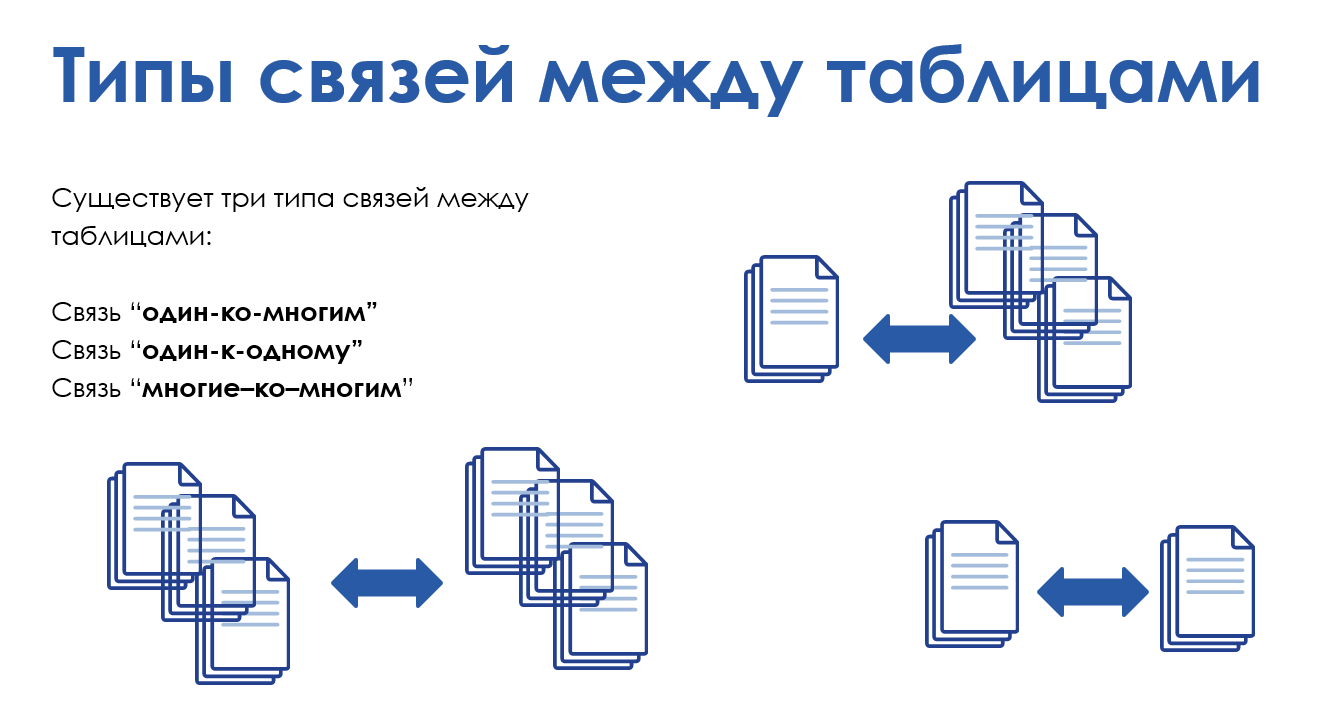 Типы связей между таблицами
Существует три типа связей между
таблицами:
Связь “один-ко-многим”
Связь “один-к-одному”
Связь “многие–ко–многим”